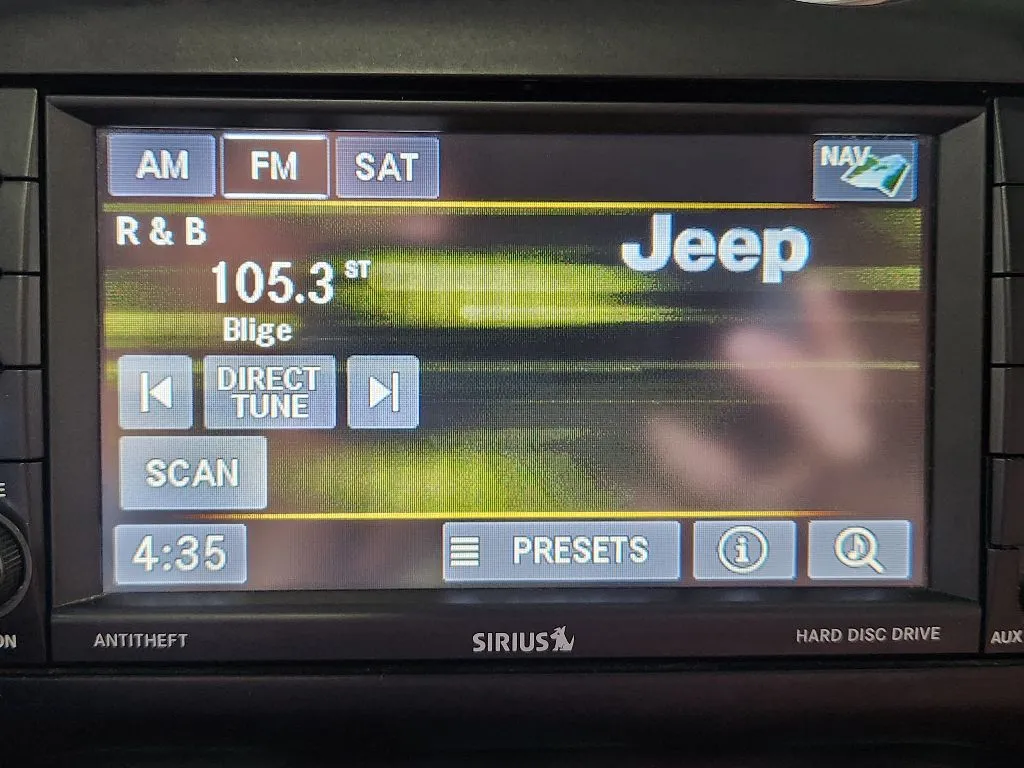 AM FM SAT NAV
R & B
Jeep
105.3 ST
Blige
DIRECT
TUNE
SCAN
4:35 PRESETS i
ANTITHEFT SIRIUS HARD DISC DRIVE
AUX